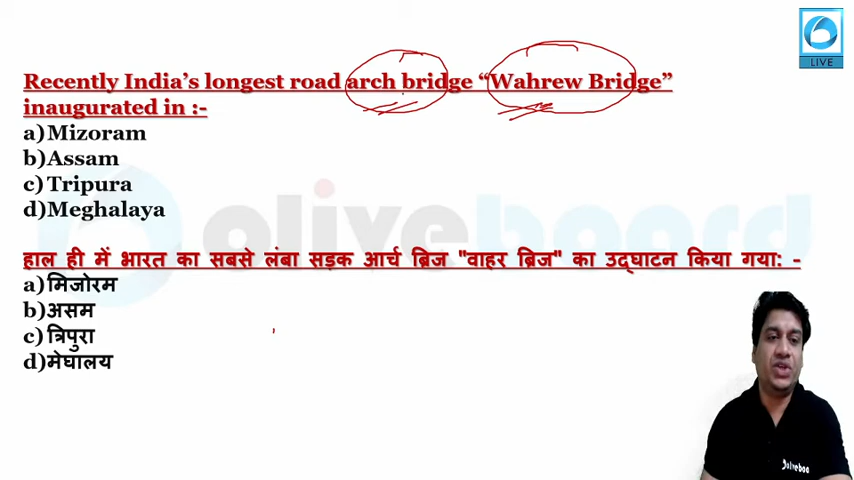 LIVE
Recently India's longest road arch bridge “Wahrew Bridge”
inaugurated in :-
a)Mizoram
b)Assam
c)Tripura
d)Meghalaya
oliveboard
हाल ही में भारत का सबसे लंबा सड़क आर्च ब्रिज "वाहर ब्रिज" का उद्घाटन किया गया: -
a)मिजोरम
b)असम
c)त्रिपुरा
d)मेघालय
oliveboa